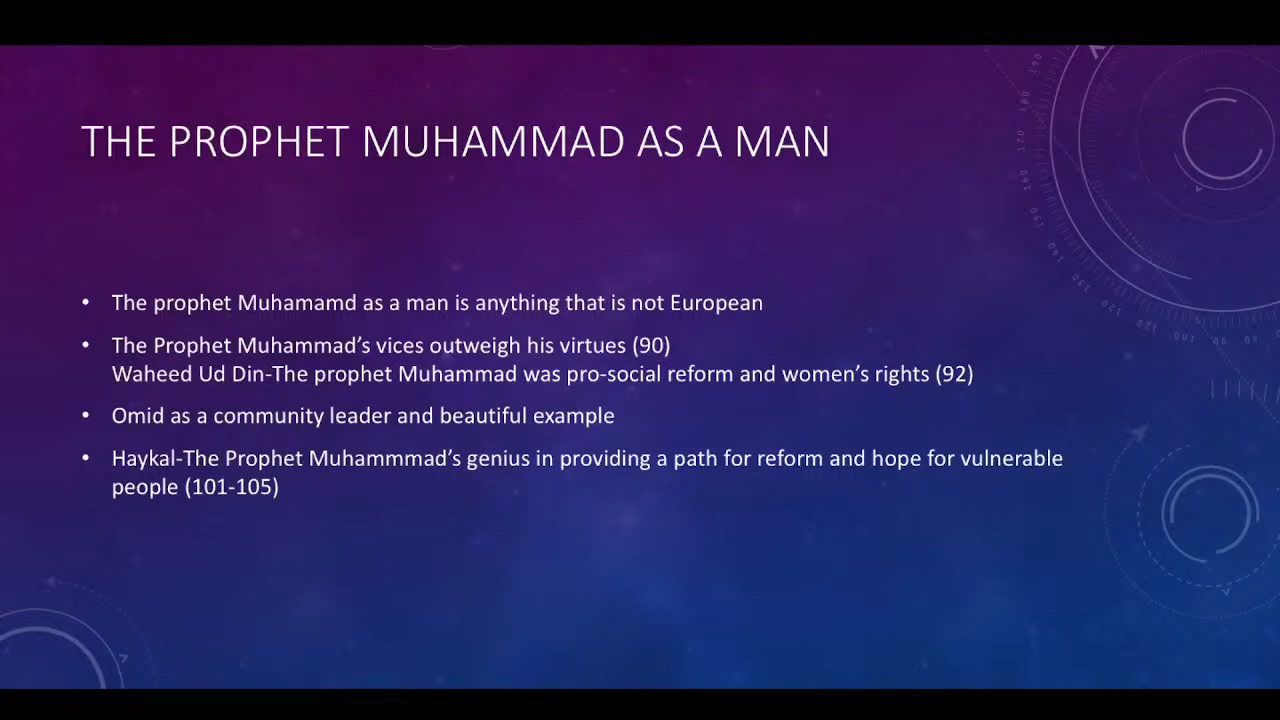 THE PROPHET MUHAMMAD AS A MAN
• The prophet Muhamamd as a man is anything that is not European
• The Prophet Muhammad’s vices outweigh his virtues (90)
Waheed Ud Din-The prophet Muhammad was pro-social reform and women’s rights (92)
• Omid as a community leader and beautiful example
• Haykal-The Prophet Muhammmad’s genius in providing a path for reform and hope for vulnerable
people (101-105)